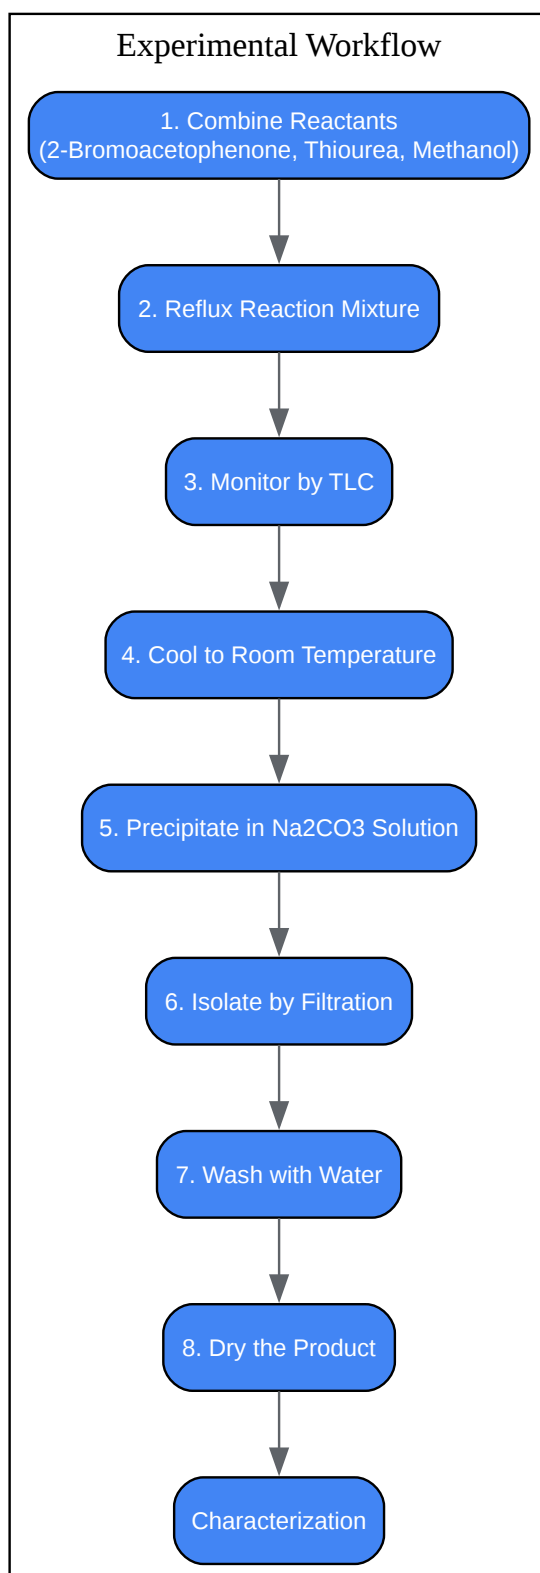 Experimental Workflow
1. Combine Reactants
(2-Bromoacetophenone, Thiourea, Methanol)
2. Reflux Reaction Mixture
3. Monitor by TLC
4. Cool to Room Temperature
5. Precipitate in Na2CO3 Solution
6. Isolate by Filtration
7. Wash with Water
8. Dry the Product
Characterization